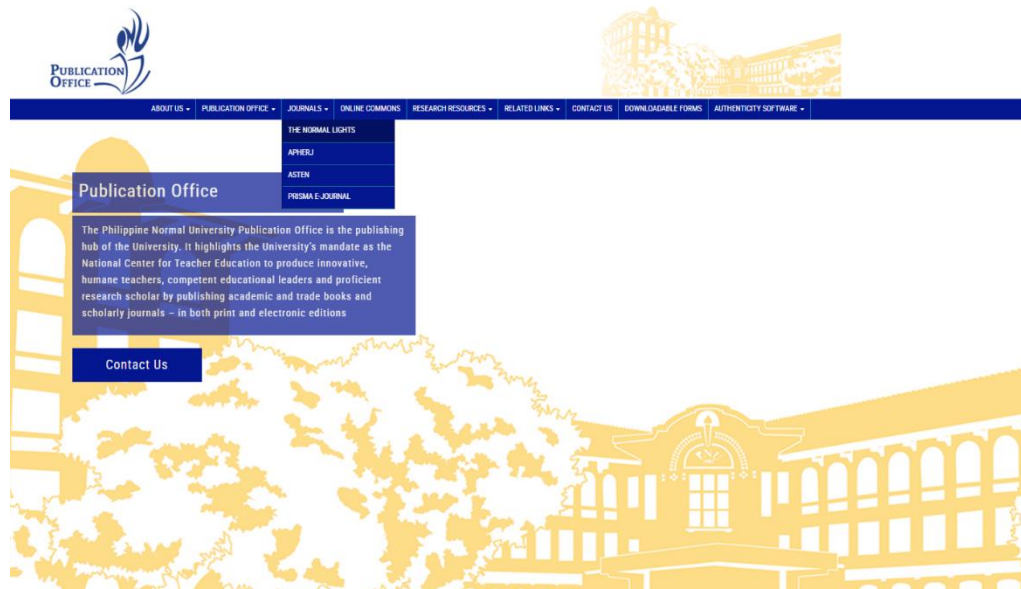 PUBLICATION
OFFICE
ABOUT US
PUBLICATION OFFICE
JOURNALS
ONLINE COMMONS
RESEARCH RESOURCES
RELATED LINKS
CONTACT US
DOWNLOADABLE FORMS
AUTHENTICITY SOFTWARE
THE NORMAL LIGHTS
APHERJ
ASTEN
PRISMA E-JOURNAL
Publication Office
The Philippine Normal University Publication Office is the publishing
hub of the University. It highlights the University's mandate as the
National Center for Teacher Education to produce innovative,
humane teachers, competent educational leaders and proficient
research scholar by publishing academic and trade books and
scholarly journals – in both print and electronic editions
Contact Us
PNU